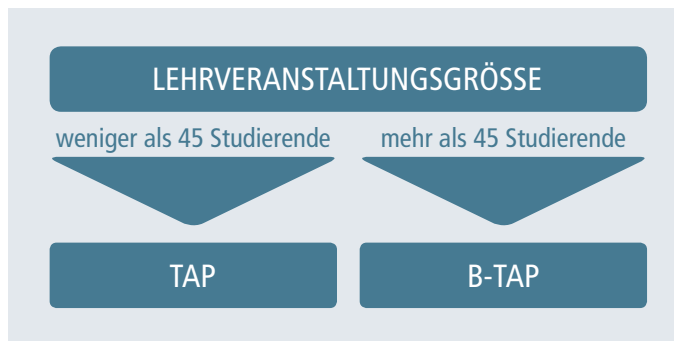 LEHRVERANSTALTUNGSGRÖSSE
weniger als 45 Studierende mehr als 45 Studierende
TAP B-TAP